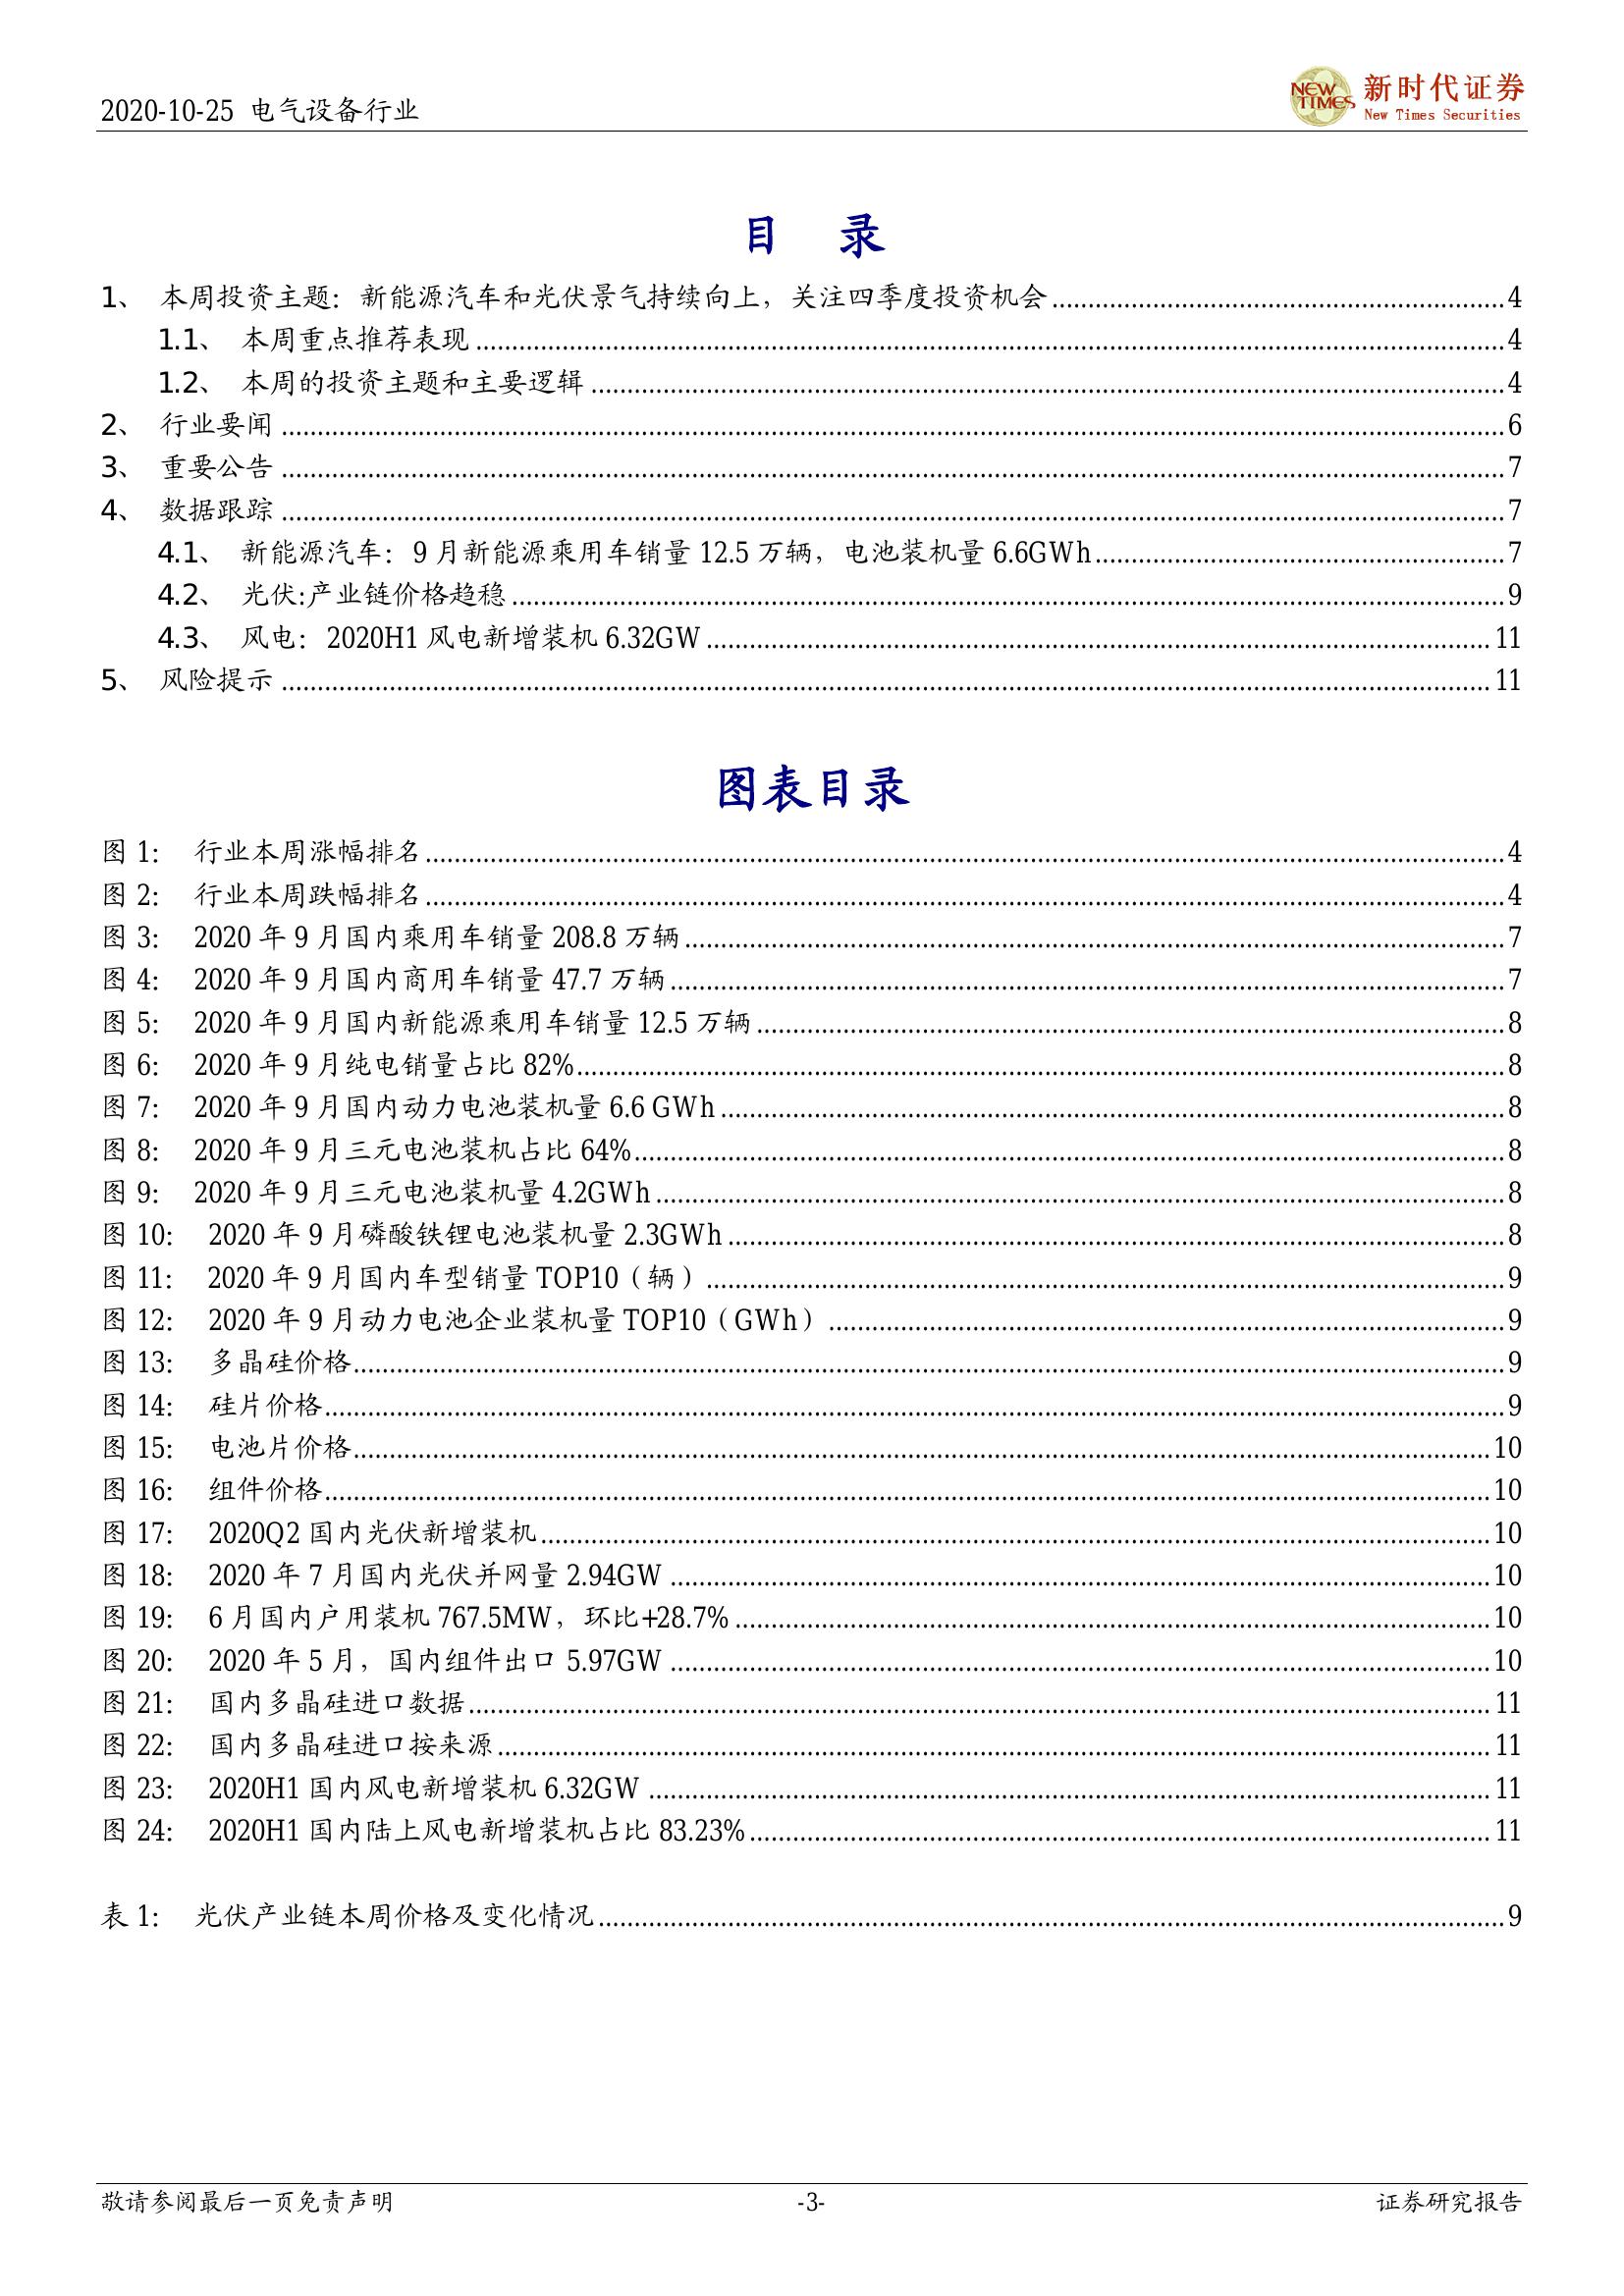 2020-10-25 电气设备行业
NEW TIMES 新时代证券
New Times Securities
目 录
1、 本周投资主题：新能源汽车和光伏景气持续向上，关注四季度投资机会 4
1.1、 本周重点推荐表现 4
1.2、 本周的投资主题和主要逻辑 4
2、 行业要闻 6
3、 重要公告 7
4、 数据跟踪 7
4.1、 新能源汽车：9 月新能源乘用车销量 12.5 万辆，电池装机量 6.6GWh 7
4.2、 光伏:产业链价格趋稳 9
4.3、 风电：2020H1 风电新增装机 6.32GW 11
5、 风险提示 11
图表目录
图 1: 行业本周涨幅排名 4
图 2: 行业本周跌幅排名 4
图 3: 2020 年 9 月国内乘用车销量 208.8 万辆 7
图 4: 2020 年 9 月国内商用车销量 47.7 万辆 7
图 5: 2020 年 9 月国内新能源乘用车销量 12.5 万辆 8
图 6: 2020 年 9 月纯电销量占比 82% 8
图 7: 2020 年 9 月国内动力电池装机量 6.6 GWh 8
图 8: 2020 年 9 月三元电池装机占比 64% 8
图 9: 2020 年 9 月三元电池装机量 4.2GWh 8
图 10: 2020 年 9 月磷酸铁锂电池装机量 2.3GWh 8
图 11: 2020 年 9 月国内车型销量 TOP10（辆） 9
图 12: 2020 年 9 月动力电池企业装机量 TOP10（GWh） 9
图 13: 多晶硅价格 9
图 14: 硅片价格 9
图 15: 电池片价格 10
图 16: 组件价格 10
图 17: 2020Q2 国内光伏新增装机 10
图 18: 2020 年 7 月国内光伏并网量 2.94GW 10
图 19: 6 月国内户用装机 767.5MW，环比+28.7% 10
图 20: 2020 年 5 月，国内组件出口 5.97GW 10
图 21: 国内多晶硅进口数据 11
图 22: 国内多晶硅进口按来源 11
图 23: 2020H1 国内风电新增装机 6.32GW 11
图 24: 2020H1 国内陆上风电新增装机占比 83.23% 11
表 1: 光伏产业链本周价格及变化情况 9
敬请参阅最后一页免责声明 -3- 证券研究报告